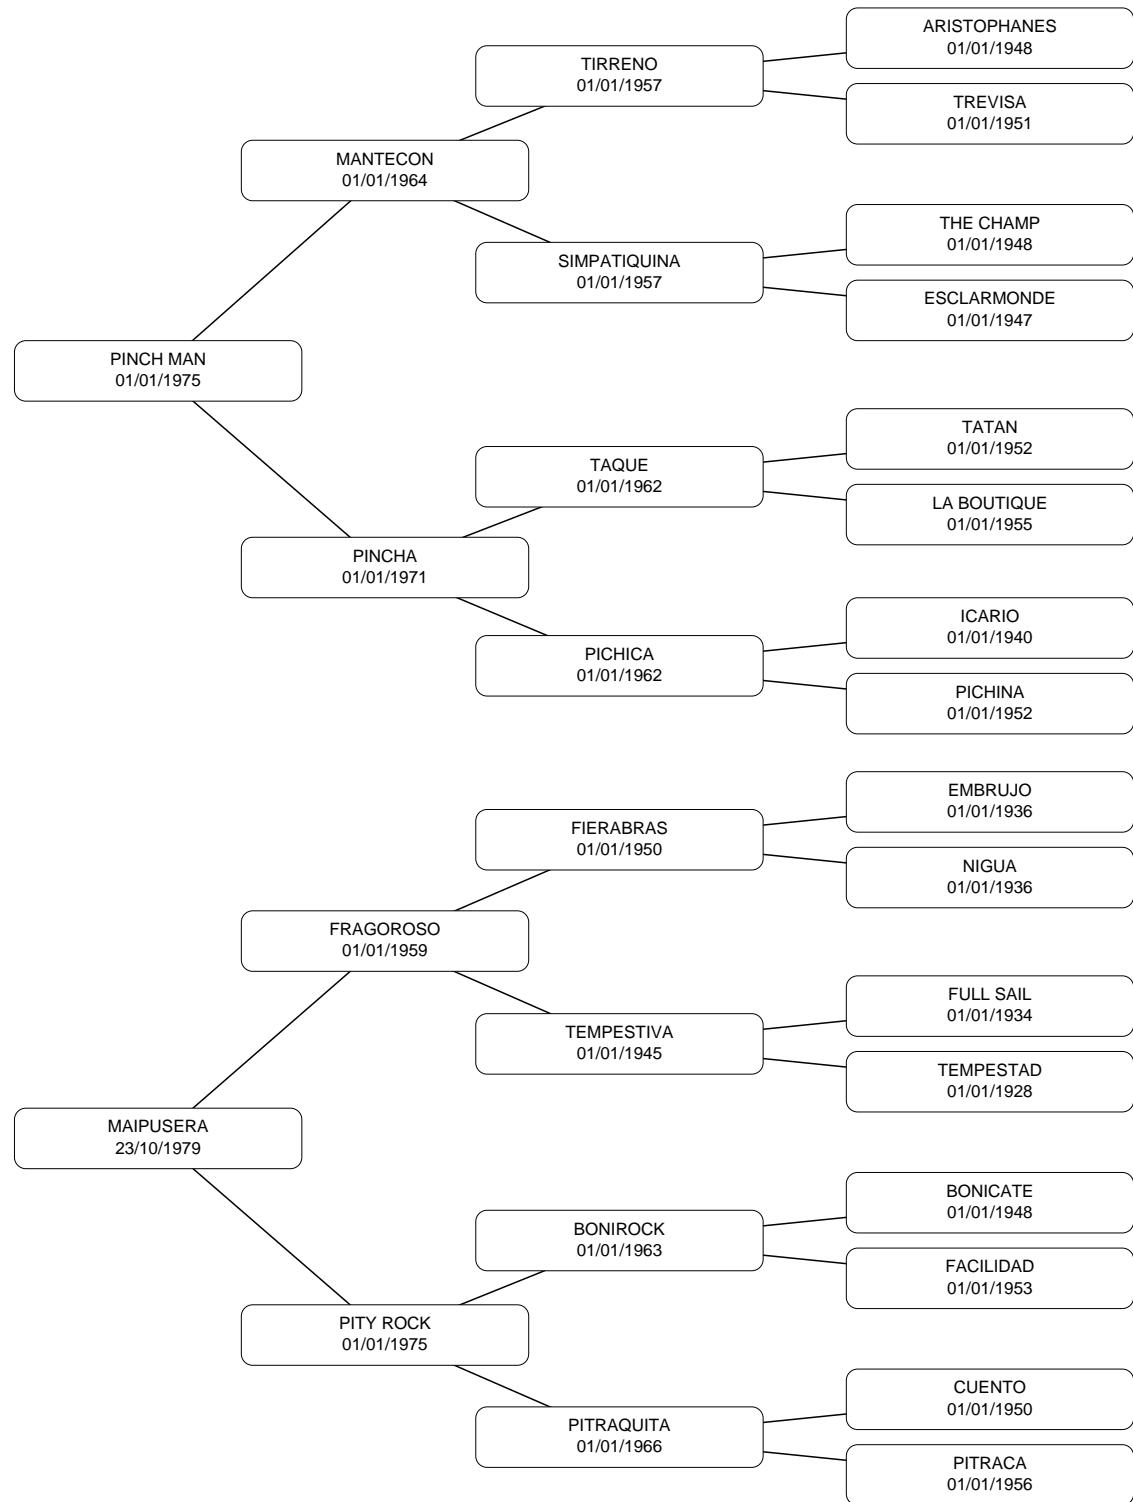 ARISTOPHANES
01/01/1948
TIRRENO
01/01/1957
TREVISA
01/01/1951
MANTECON
01/01/1964
THE CHAMP
01/01/1948
SIMPATIQUINA
01/01/1957
ESCLARMONDE
01/01/1947
PINCH MAN
01/01/1975
TATAN
01/01/1952
TAQUE
01/01/1962
LA BOUTIQUE
01/01/1955
PINCHA
01/01/1971
ICARIO
01/01/1940
PICHICA
01/01/1962
PICHINA
01/01/1952
EMBRUJO
01/01/1936
FIERABRAS
01/01/1950
NIGUA
01/01/1936
FRAGOROSO
01/01/1959
FULL SAIL
01/01/1934
TEMPESTIVA
01/01/1945
TEMPESTAD
01/01/1928
MAIPUSERA
23/10/1979
BONICATE
01/01/1948
BONIROCK
01/01/1963
FACILIDAD
01/01/1953
PITY ROCK
01/01/1975
CUENTO
01/01/1950
PITRAQUITA
01/01/1966
PITRACA
01/01/1956